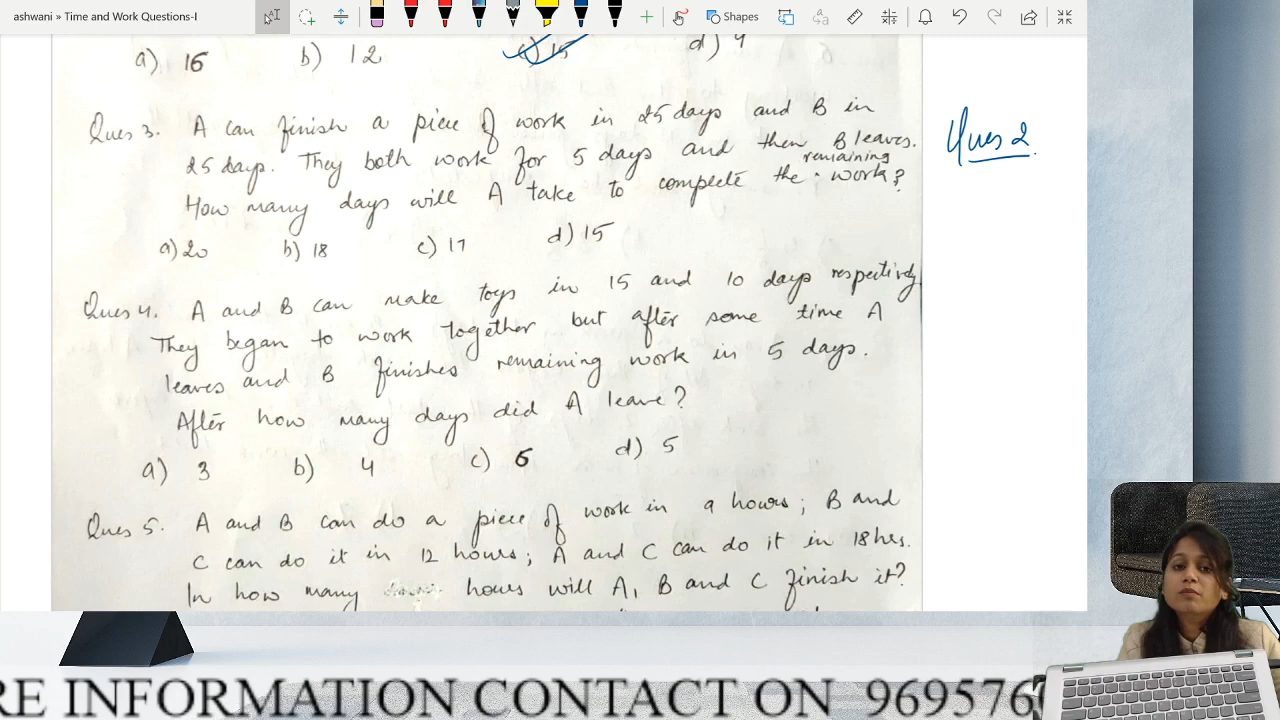 ashwani » Time and Work Questions-I
Shapes
a) 16 b) 12 c) 15 d) 4
Ques 3. A can finish a piece of work in 25 days and B in
25 days. They both work for 5 days and then B leaves.
How many days will A take to complete the remaining work?
a) 20 b) 18 c) 17 d) 15
Ques 2
Ques 4. A and B can make toys in 15 and 10 days respectively
They began to work together but after some time A
leaves and B finishes remaining work in 5 days.
After how many days did A leave?
a) 3 b) 4 c) 6 d) 5
Ques 5. A and B can do a piece of work in 9 hours; B and
C can do it in 12 hours; A and C can do it in 18 hrs.
In how many hours will A, B and C finish it?
RE INFORMATION CONTACT ON 969576